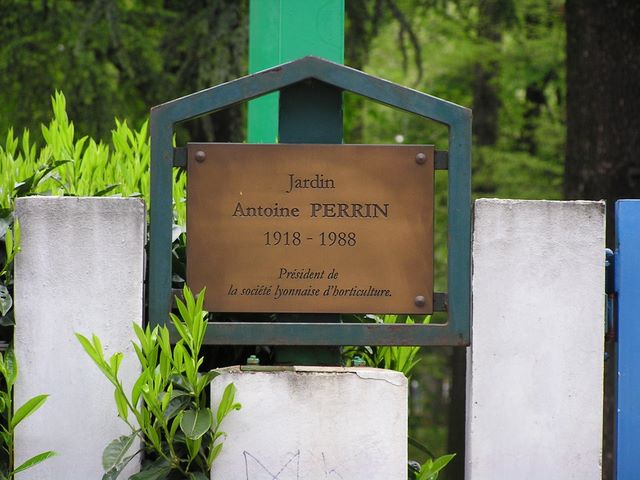 Jardin
Antoine PERRIN
1918 - 1988
Président de
la société lyonnaise d'horticulture.